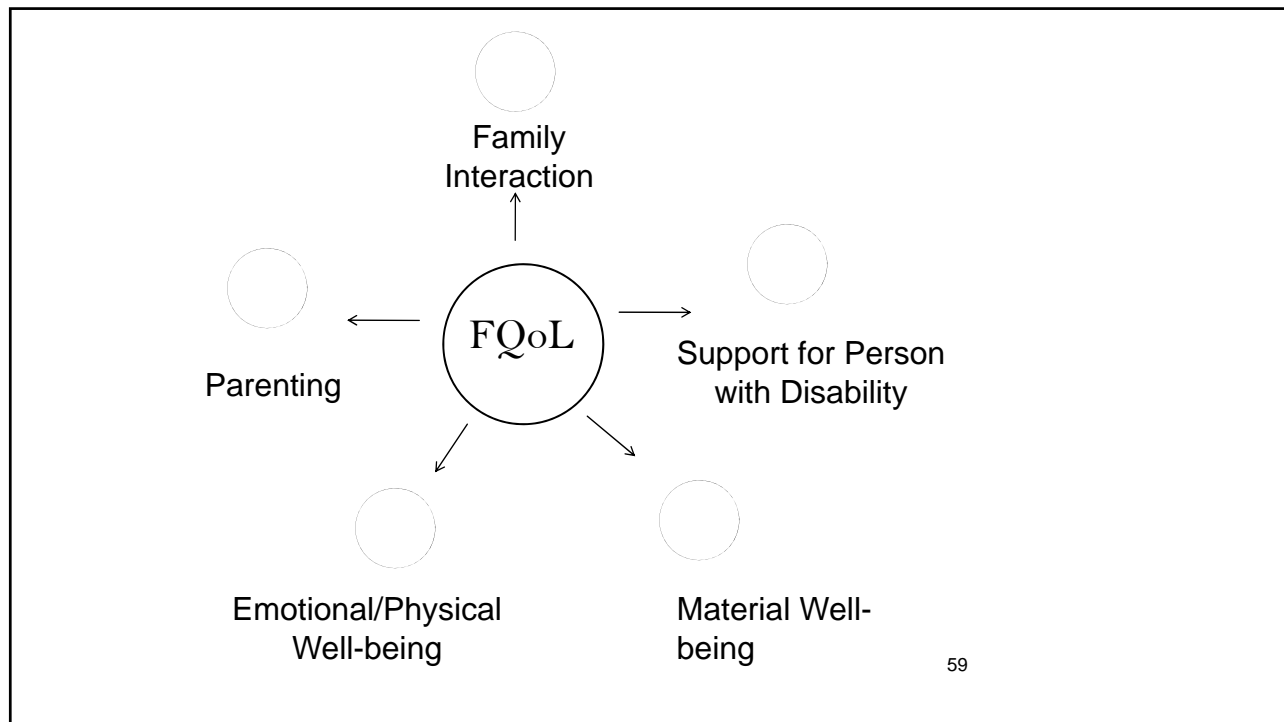 Family
Interaction
FQoL
Parenting
Support for Person
with Disability
Emotional/Physical
Well-being
Material Well-
being
59